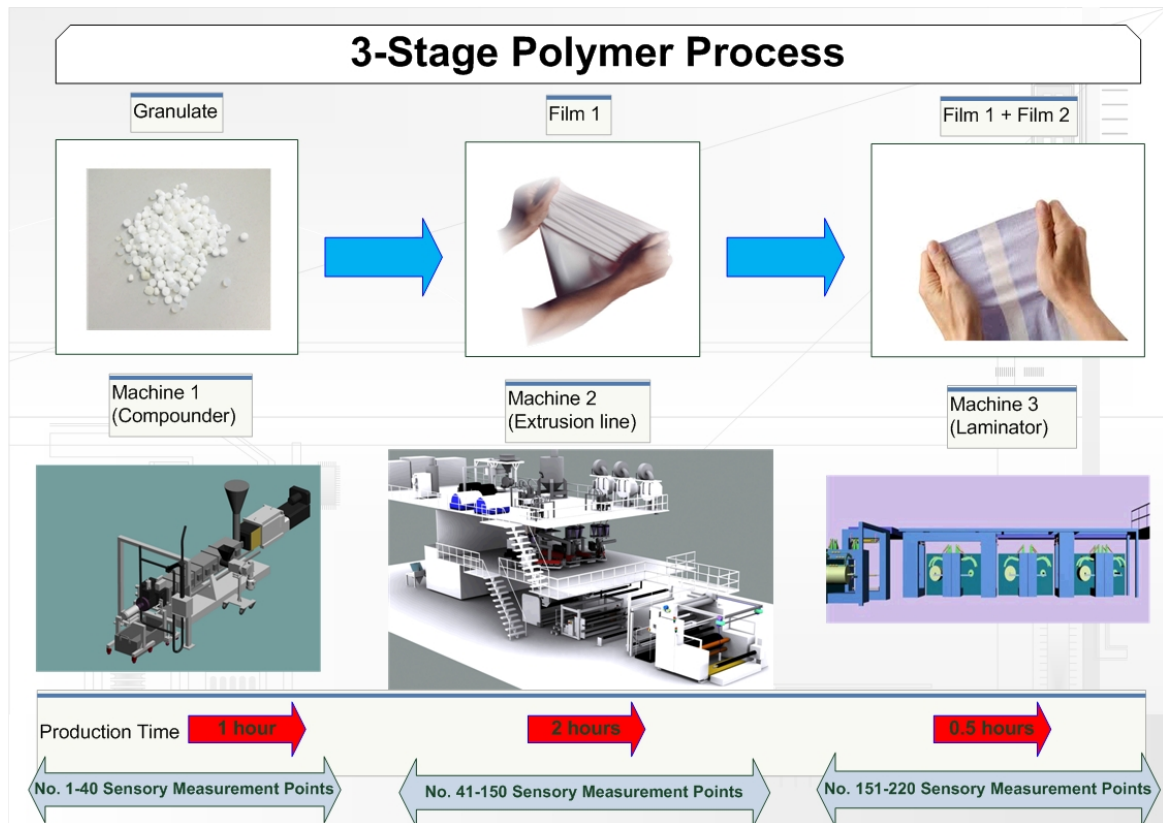 3-Stage Polymer Process
Granulate
Film 1
Film 1 + Film 2
Machine 1
(Compounder)
Machine 2
(Extrusion line)
Machine 3
(Laminator)
Production Time
1 hour
2 hours
0.5 hours
No. 1-40 Sensory Measurement Points
No. 41-150 Sensory Measurement Points
No. 151-220 Sensory Measurement Points